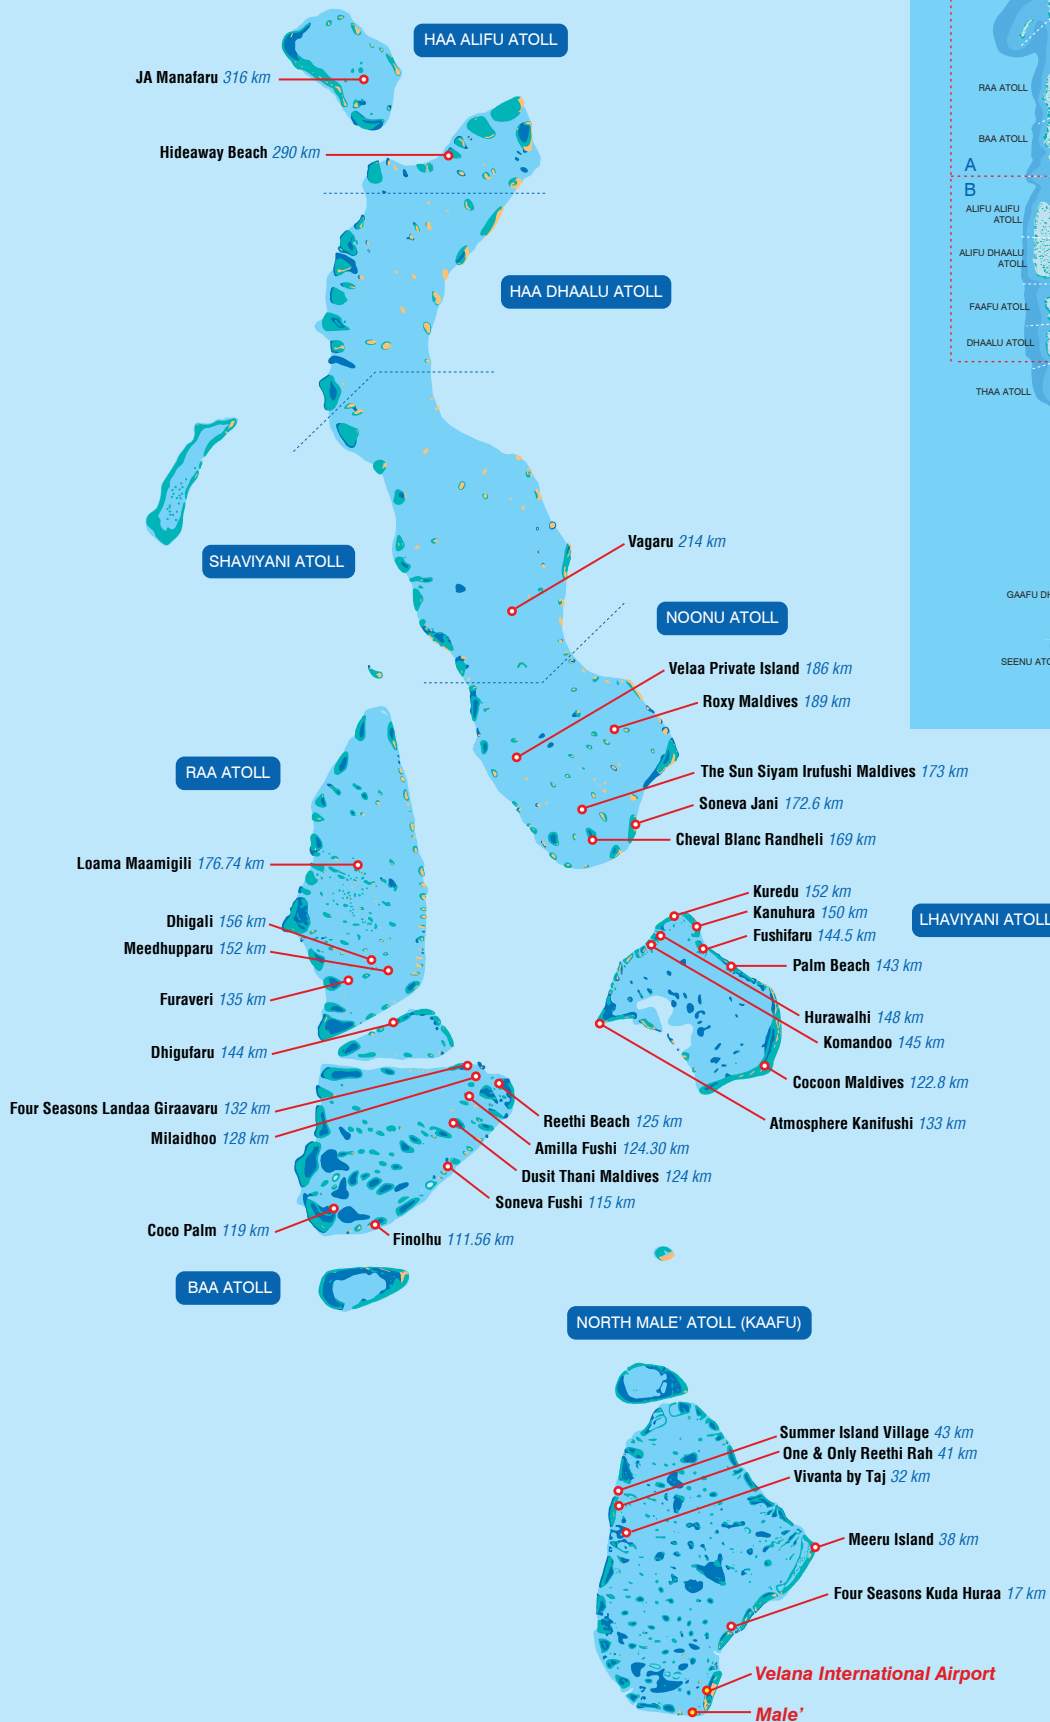 HAA ALIFU ATOLL
JA Manafaru 316 km
Hideaway Beach 290 km
HAA DHAALU ATOLL
SHAVIYANI ATOLL
Vagaru 214 km
NOONU ATOLL
Velaa Private Island 186 km
Roxy Maldives 189 km
RAA ATOLL
The Sun Siyam Irufushi Maldives 173 km
Soneva Jani 172.6 km
Cheval Blanc Randheli 169 km
Loama Maamigili 176.74 km
Dhigali 156 km
Meedhupparu 152 km
Furaveri 135 km
Dhigufaru 144 km
Kuredu 152 km
Kanuhura 150 km
LHAVIYANI ATOLL
Fushifaru 144.5 km
Palm Beach 143 km
Hurawalhi 148 km
Komandoo 145 km
Cocoon Maldives 122.8 km
Atmosphere Kanifushi 133 km
Four Seasons Landaa Giraavaru 132 km
Milaidhoo 128 km
Reethi Beach 125 km
Amilla Fushi 124.30 km
Dusit Thani Maldives 124 km
Soneva Fushi 115 km
Coco Palm 119 km
Finolhu 111.56 km
BAA ATOLL
NORTH MALE’ ATOLL (KAAFU)
Summer Island Village 43 km
One & Only Reethi Rah 41 km
Vivanta by Taj 32 km
Meeru Island 38 km
Four Seasons Kuda Huraa 17 km
Velana International Airport
Male’
RAA ATOLL
BAA ATOLL
A
B
ALIFU ALIFU
ATOLL
ALIFU DHAALU
ATOLL
FAAFU ATOLL
DHAALU ATOLL
THAA ATOLL
GAAFU DH
SEENU ATO